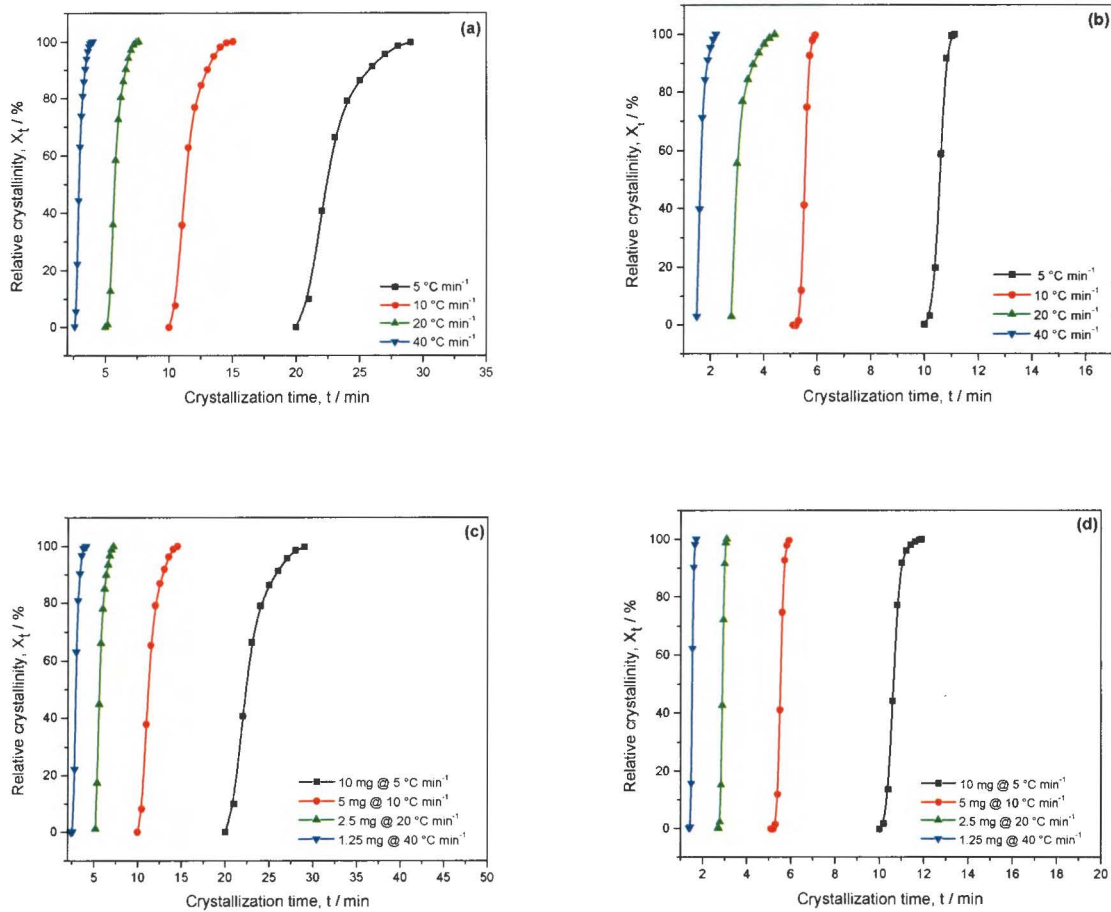 (a)
Relative crystallinity, Xt / %
100
80
60
40
20
0
5 °C min-1
10 °C min-1
20 °C min-1
40 °C min-1
5 10 15 20 25 30 35
Crystallization time, t / min
(b)
Relative crystallinity, Xt / %
100
80
60
40
20
0
5 °C min-1
10 °C min-1
20 °C min-1
40 °C min-1
2 4 6 8 10 12 14 16
Crystallization time, t / min
(c)
Relative crystallinity, Xt / %
100
80
60
40
20
0
10 mg @ 5 °C min-1
5 mg @ 10 °C min-1
2.5 mg @ 20 °C min-1
1.25 mg @ 40 °C min-1
5 10 15 20 25 30 35 40 45 50
Crystallization time, t / min
(d)
Relative crystallinity, Xt / %
100
80
60
40
20
0
10 mg @ 5 °C min-1
5 mg @ 10 °C min-1
2.5 mg @ 20 °C min-1
1.25 mg @ 40 °C min-1
2 4 6 8 10 12 14 16 18 20
Crystallization time, t / min